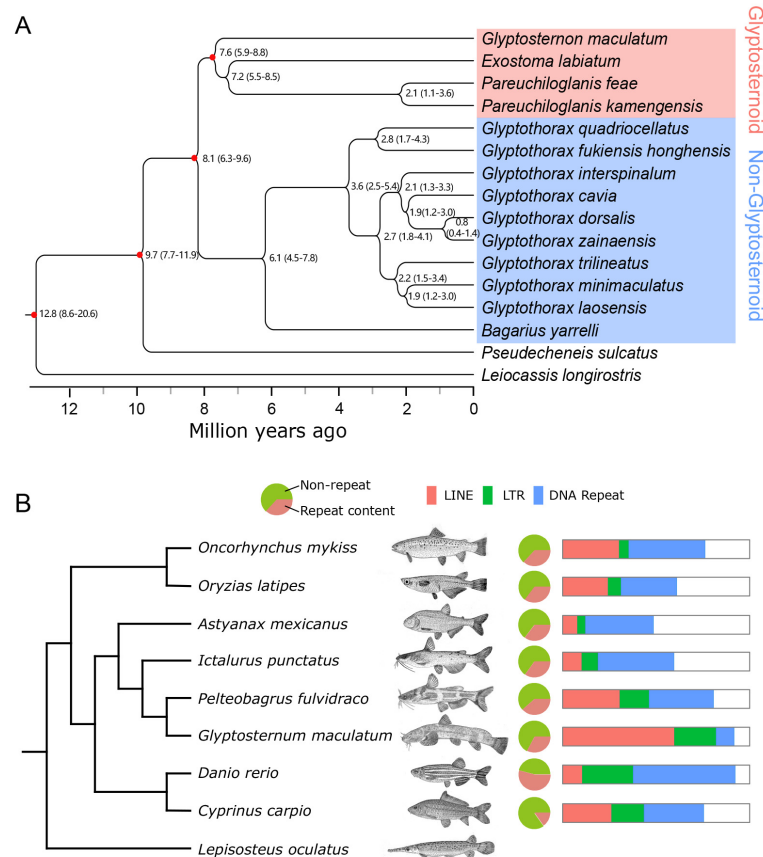 A
Glyptosternoid
Non-Glyptosternoid
Glyptosternon maculatum
Exostoma labiatum
Pareuchiloglanis feae
Pareuchiloglanis kamengensis
Glyptothorax quadriocellatus
Glyptothorax fukiensis honghensis
Glyptothorax interspinalum
Glyptothorax cavia
Glyptothorax dorsalis
Glyptothorax zainaensis
Glyptothorax trilineatus
Glyptothorax minimaculatus
Glyptothorax laosensis
Bagarius yarrelli
Pseudecheneis sulcatus
Leiocassis longirostris
7.6 (5.9-8.8)
7.2 (5.5-8.5)
2.1 (1.1-3.6)
8.1 (6.3-9.6)
2.8 (1.7-4.3)
3.6 (2.5-5.4)
2.1 (1.3-3.3)
1.9(1.2-3.0)
0.8
(0.4-1.4)
2.7 (1.8-4.1)
9.7 (7.7-11.9)
6.1 (4.5-7.8)
2.2 (1.5-3.4)
1.9 (1.2-3.0)
12.8 (8.6-20.6)
12 10 8 6 4 2 0
Million years ago
B
Non-repeat
Repeat content
LINE LTR DNA Repeat
Oncorhynchus mykiss
Oryzias latipes
Astyanax mexicanus
Ictalurus punctatus
Pelteobagrus fulvidraco
Glyptosternum maculatum
Danio rerio
Cyprinus carpio
Lepisosteus oculatus